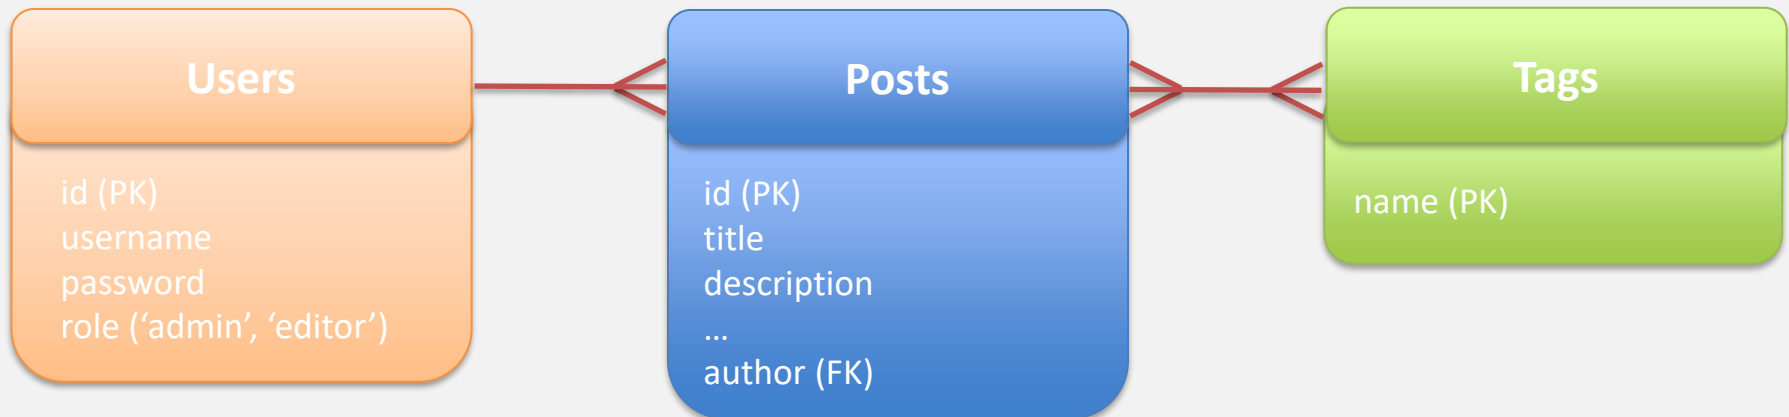 Users
id (PK)
username
password
role (‘admin’, ‘editor’)
Posts
id (PK)
title
description
…
author (FK)
Tags
name (PK)